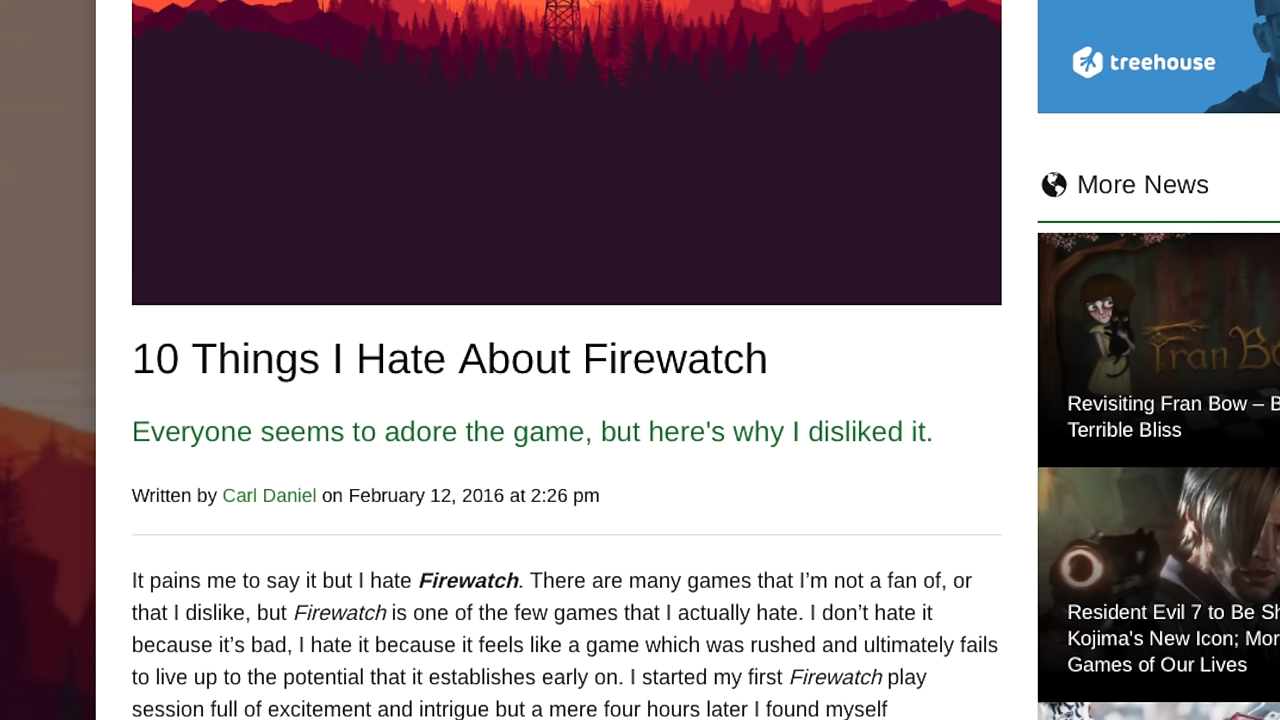 treehouse
More News
10 Things I Hate About Firewatch
Everyone seems to adore the game, but here's why I disliked it.
Written by Carl Daniel on February 12, 2016 at 2:26 pm
It pains me to say it but I hate Firewatch. There are many games that I’m not a fan of, or
that I dislike, but Firewatch is one of the few games that I actually hate. I don’t hate it
because it’s bad, I hate it because it feels like a game which was rushed and ultimately fails
to live up to the potential that it establishes early on. I started my first Firewatch play
session full of excitement and intrigue but a mere four hours later I found myself
Fran
Revisiting Fran Bow –
Terrible Bliss
Resident Evil 7 to Be
Kojima's New Icon;
Games of Our Lives